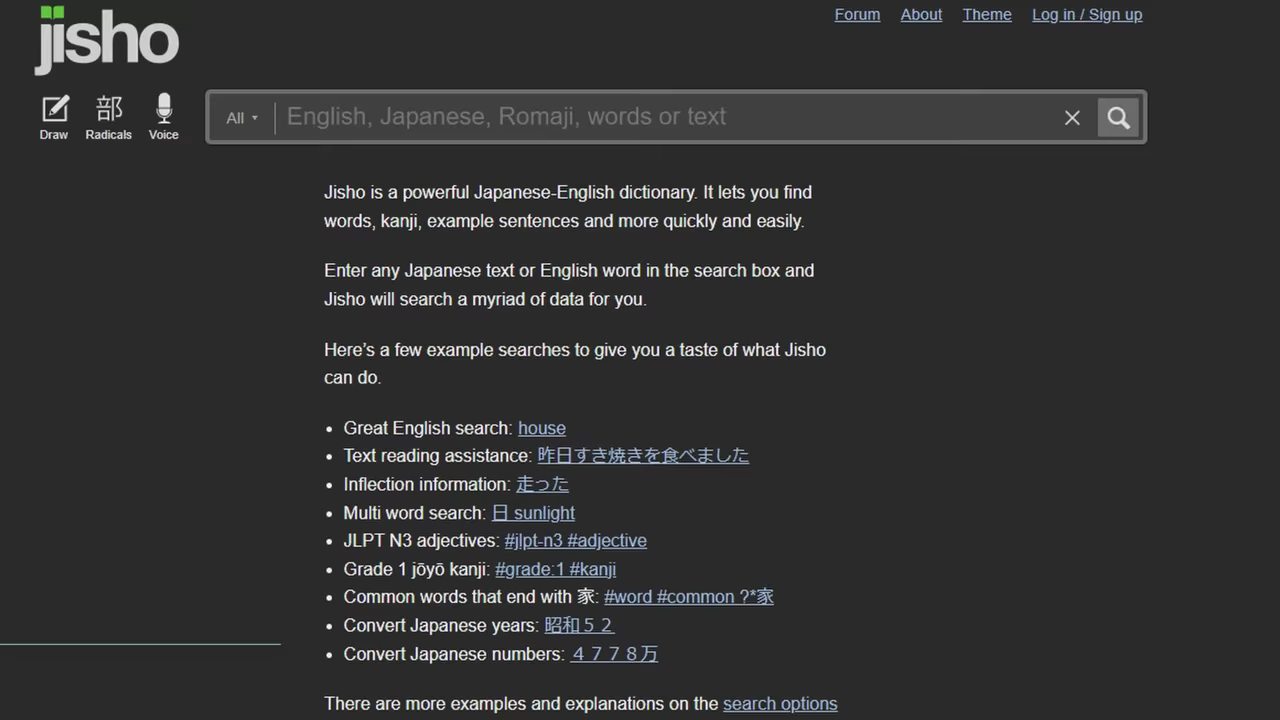 jisho
Forum About Theme Log in / Sign up
部
Draw Radicals Voice
All English, Japanese, Romaji, words or text
Jisho is a powerful Japanese-English dictionary. It lets you find
words, kanji, example sentences and more quickly and easily.
Enter any Japanese text or English word in the search box and
Jisho will search a myriad of data for you.
Here's a few example searches to give you a taste of what Jisho
can do.
Great English search: house
Text reading assistance: 昨日すき焼きを食べました
Inflection information: 走った
Multi word search: 日 sunlight
JLPT N3 adjectives: #jlpt-n3 #adjective
Grade 1 jōyō kanji: #grade:1 #kanji
Common words that end with 家: #word #common ?*家
Convert Japanese years: 昭和５２
Convert Japanese numbers: ４７７８万
There are more examples and explanations on the search options